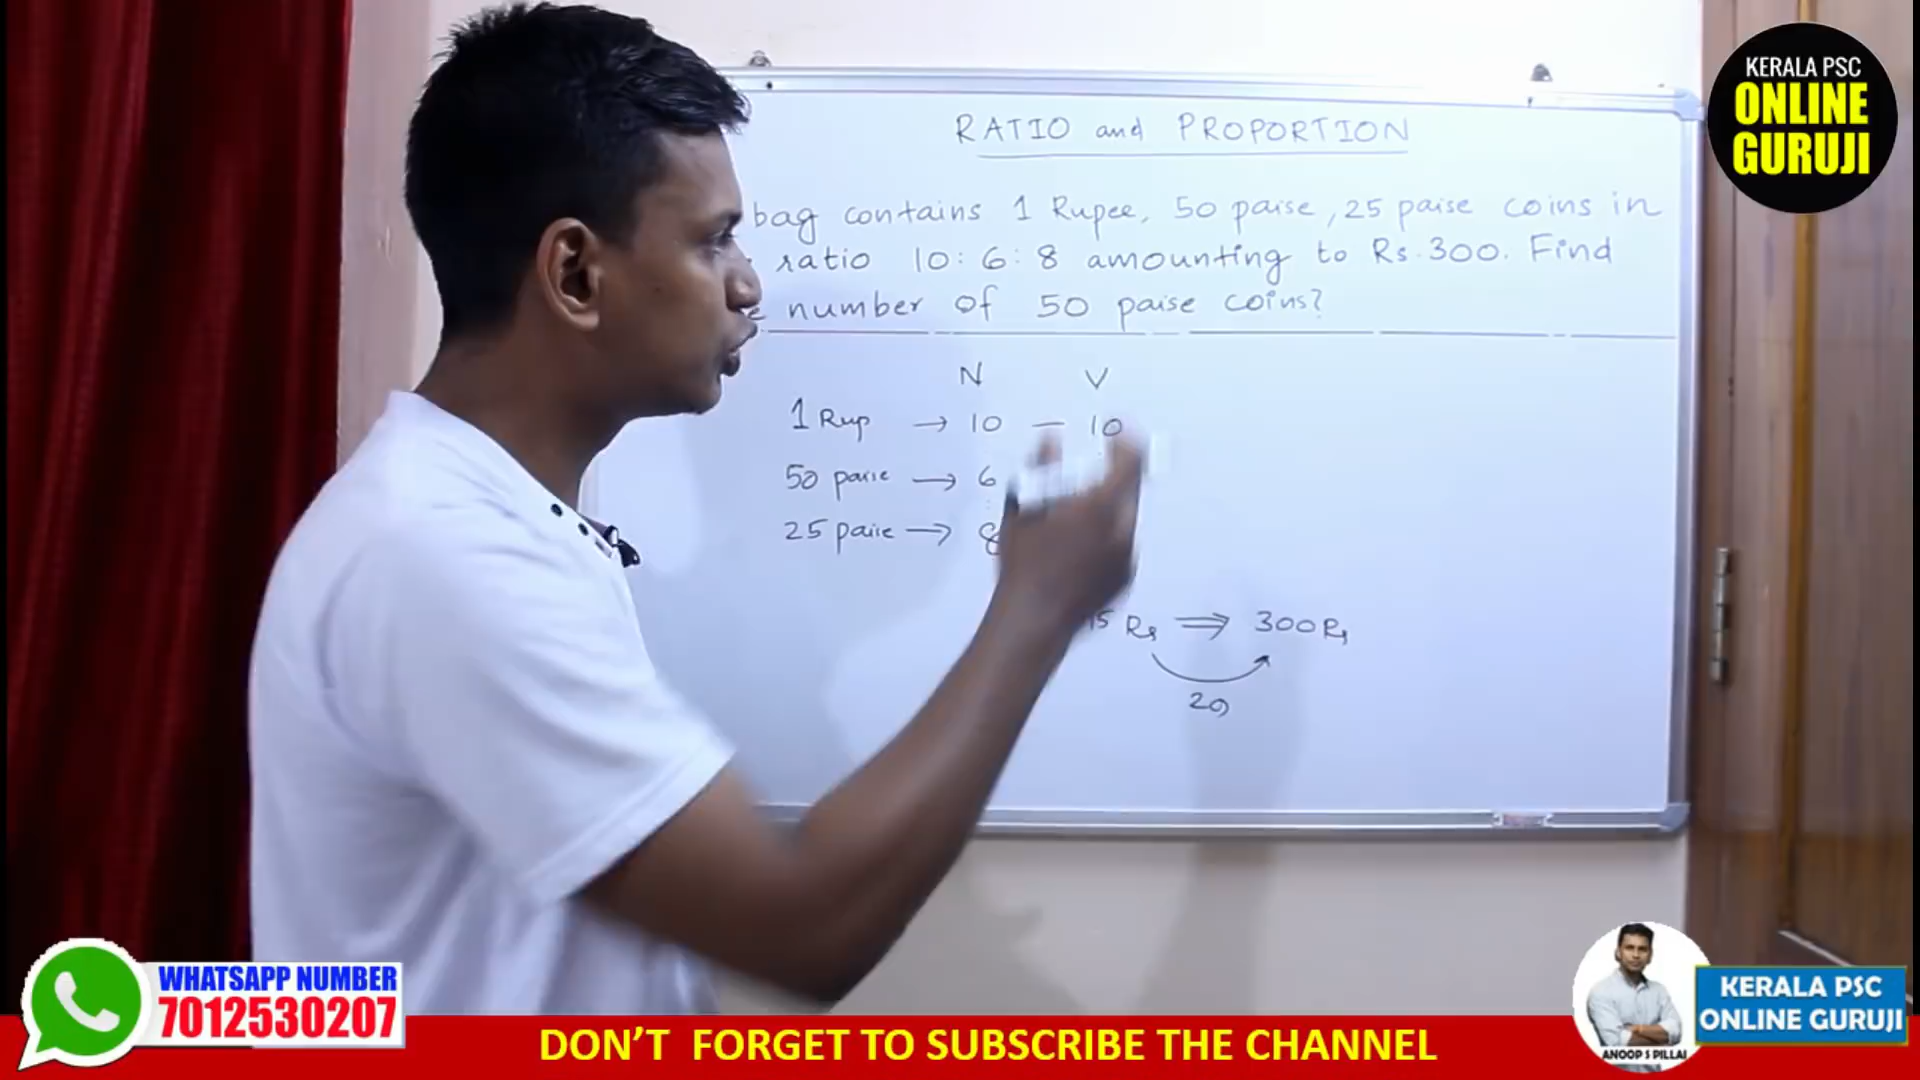 KERALA PSC
ONLINE
GURUJI
RATIO and PROPORTION
bag contains 1 Rupee, 50 paise, 25 paise coins in
ratio 10:6:8 amounting to Rs.300. Find
number of 50 paise coins?
N V
1 Rup → 10 — 10
50 paise → 6
25 paise → 8
15 Rs ⇒ 300 Rs
20
WHATSAPP NUMBER
7012530207
DON'T FORGET TO SUBSCRIBE THE CHANNEL
ANOOP S PILLAI
KERALA PSC
ONLINE GURUJI